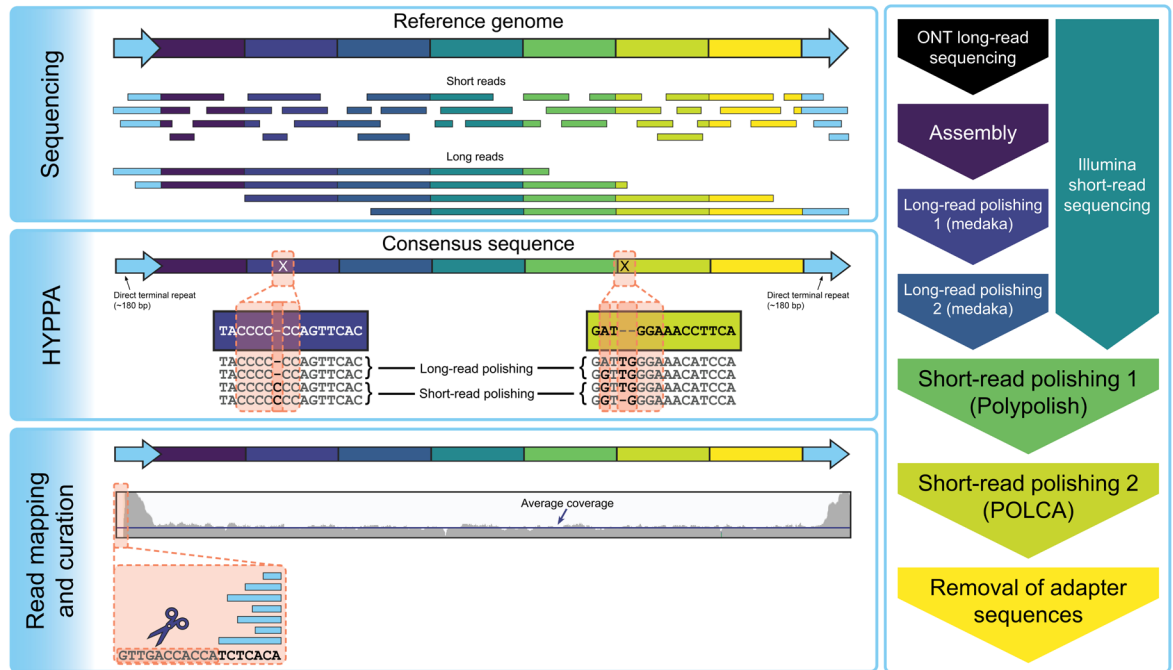 Sequencing
Reference genome
Short reads
Long reads
HYPPA
Consensus sequence
X
X
Direct terminal repeat
(~180 bp)
Direct terminal repeat
(~180 bp)
TACCCC-CCAGTTCAC
TACCCC-CCAGTTCAC
TACCCC-CCAGTTCAC
TACCCCCCCAGTTCAC
TACCCCCCCAGTTCAC
Long-read polishing
Short-read polishing
GAT--GGAAACCTTCA
GATTGGGAAACATCCA
GGTTGGGAAACATCCA
GGTTGGGAAACATCCA
GGT-GGGAAACATCCA
Read mapping
and curation
Average coverage
GTTGACCACCATCTCACA
ONT long-read
sequencing
Assembly
Long-read polishing
1 (medaka)
Long-read polishing
2 (medaka)
Illumina
short-read
sequencing
Short-read polishing 1
(Polypolish)
Short-read polishing 2
(POLCA)
Removal of adapter
sequences